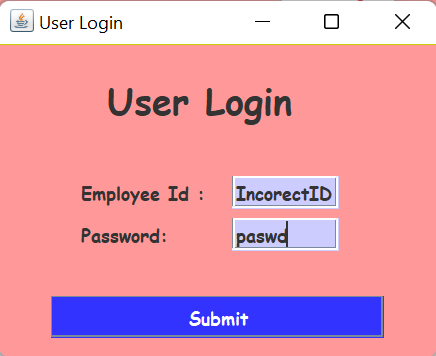 User Login
User Login
Employee Id : IncorectID
Password: paswd
Submit